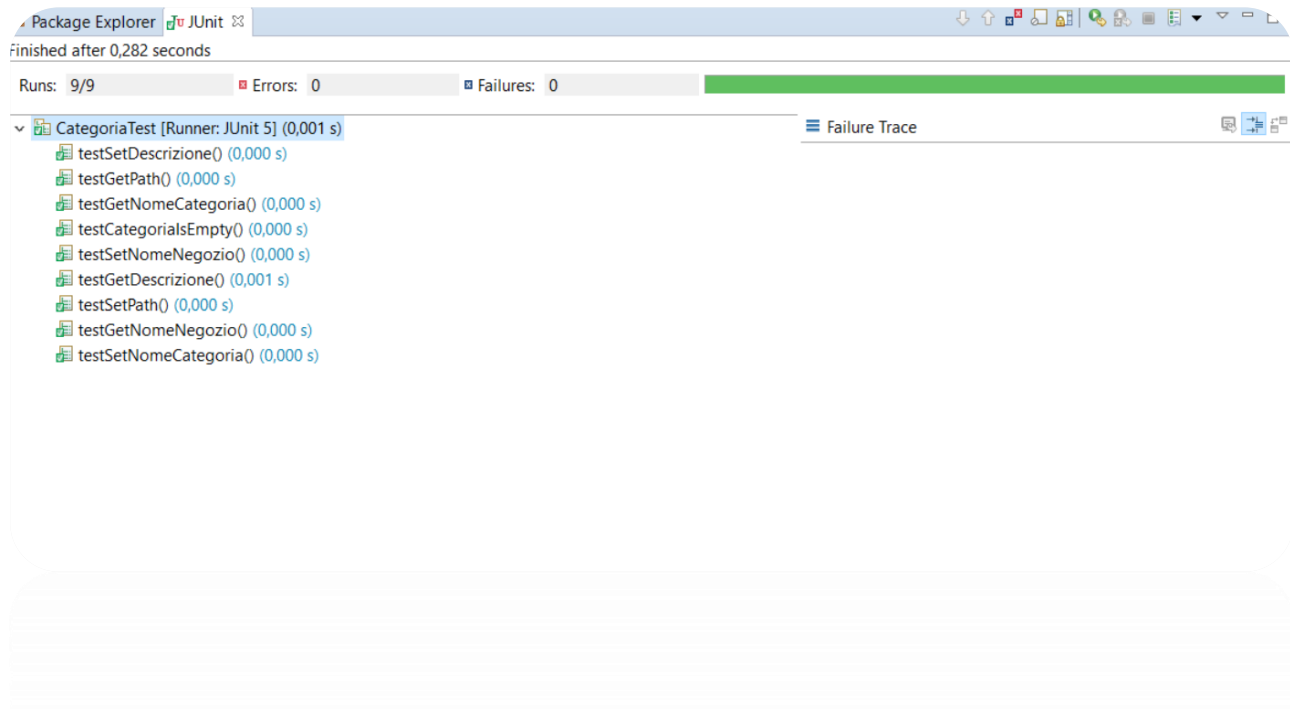 Package Explorer JUnit
Finished after 0,282 seconds
Runs: 9/9 Errors: 0 Failures: 0
CategoriaTest [Runner: JUnit 5] (0,001 s)
Failure Trace
testSetDescrizione() (0,000 s)
testGetPath() (0,000 s)
testGetNomeCategoria() (0,000 s)
testCategoriaIsEmpty() (0,000 s)
testSetNomeNegozio() (0,000 s)
testGetDescrizione() (0,001 s)
testSetPath() (0,000 s)
testGetNomeNegozio() (0,000 s)
testSetNomeCategoria() (0,000 s)